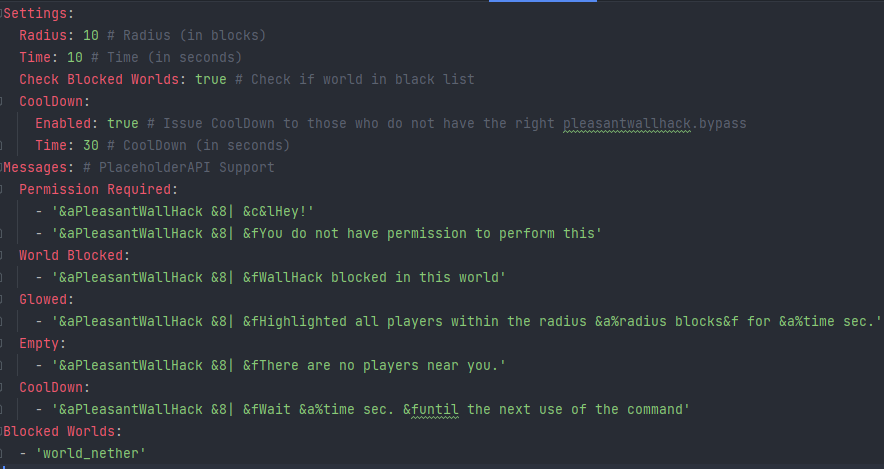 Settings:
  Radius: 10 # Radius (in blocks)
  Time: 10 # Time (in seconds)
  Check Blocked Worlds: true # Check if world in black list
  CoolDown:
    Enabled: true # Issue CoolDown to those who do not have the right pleasantwallhack.bypass
    Time: 30 # CoolDown (in seconds)
Messages: # PlaceholderAPI Support
  Permission Required:
    - '&aPleasantWallHack &8| &c&lHey!'
    - '&aPleasantWallHack &8| &fYou do not have permission to perform this'
  World Blocked:
    - '&aPleasantWallHack &8| &fWallHack blocked in this world'
  Glowed:
    - '&aPleasantWallHack &8| &fHighlighted all players within the radius &a%radius blocks&f for &a%time sec.'
  Empty:
    - '&aPleasantWallHack &8| &fThere are no players near you.'
  CoolDown:
    - '&aPleasantWallHack &8| &fWait &a%time sec. &funtil the next use of the command'
Blocked Worlds:
  - 'world_nether'